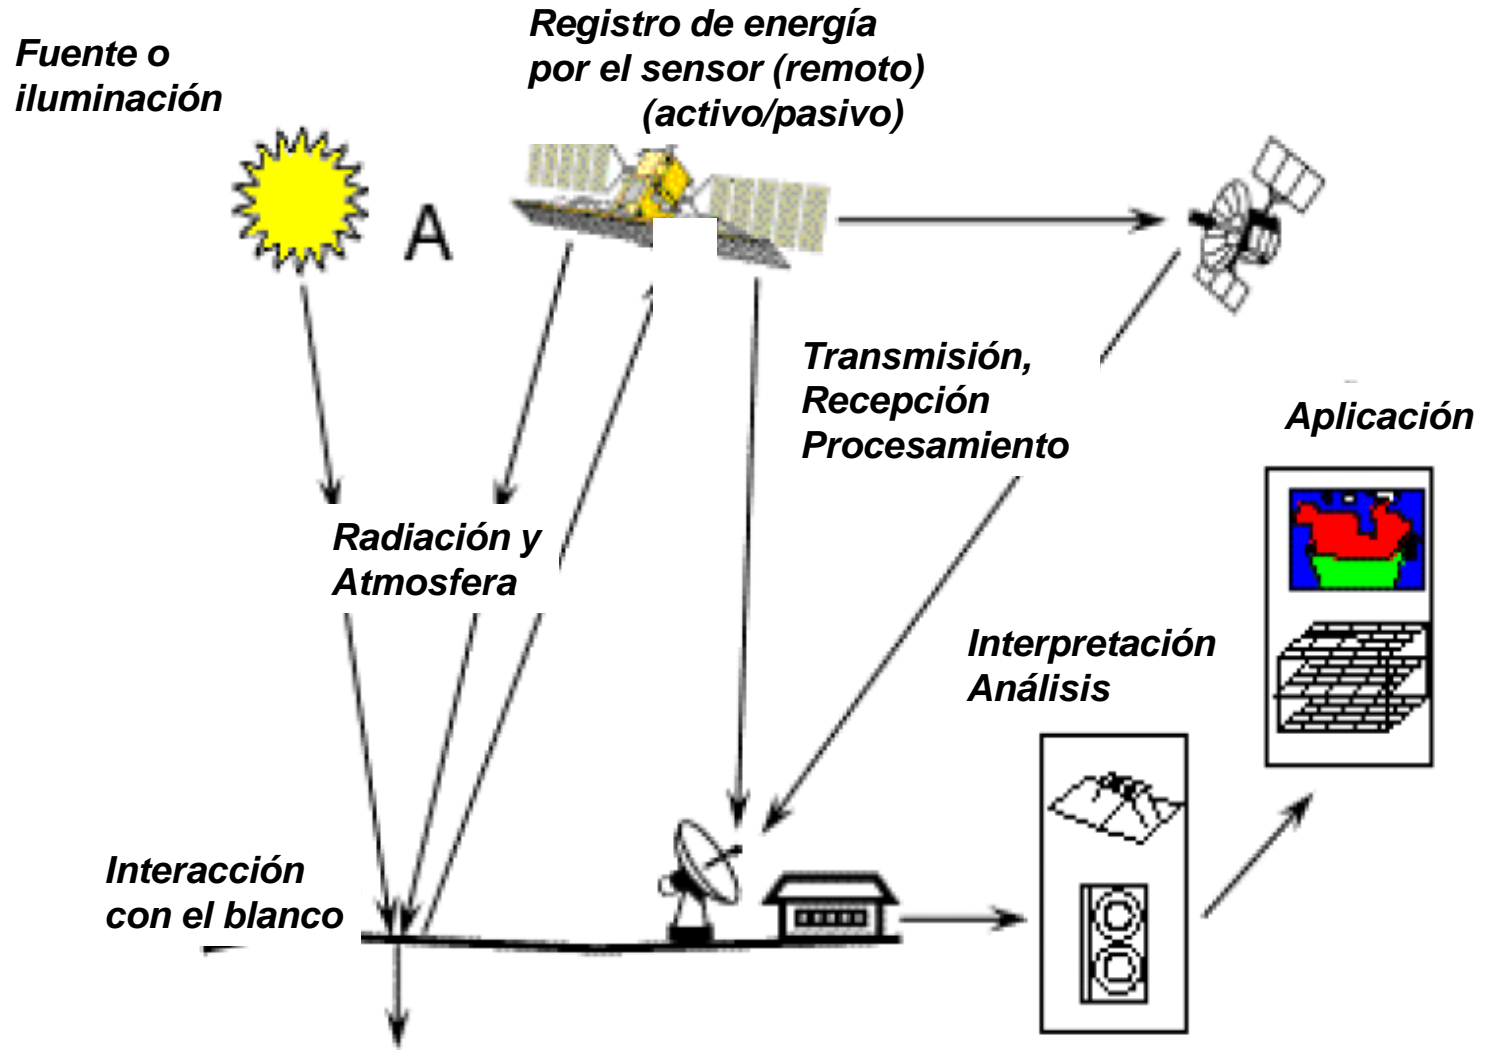 Fuente o
iluminación
Registro de energía
por el sensor (remoto)
(activo/pasivo)
A
Transmisión,
Recepción
Procesamiento
Aplicación
Radiación y
Atmosfera
Interpretación
Análisis
Interacción
con el blanco